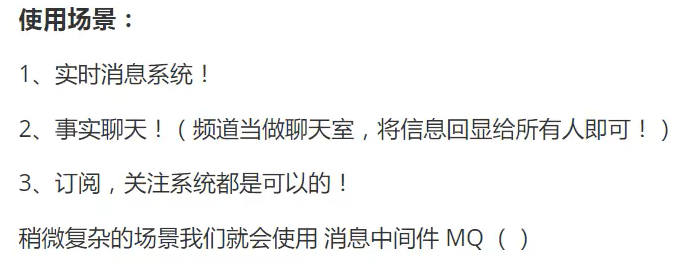 使用场景：
1、实时消息系统！
2、事实聊天！（频道当做聊天室，将信息回显给所有人即可！）
3、订阅，关注系统都是可以的！
稍微复杂的场景我们就会使用 消息中间件 MQ（ ）